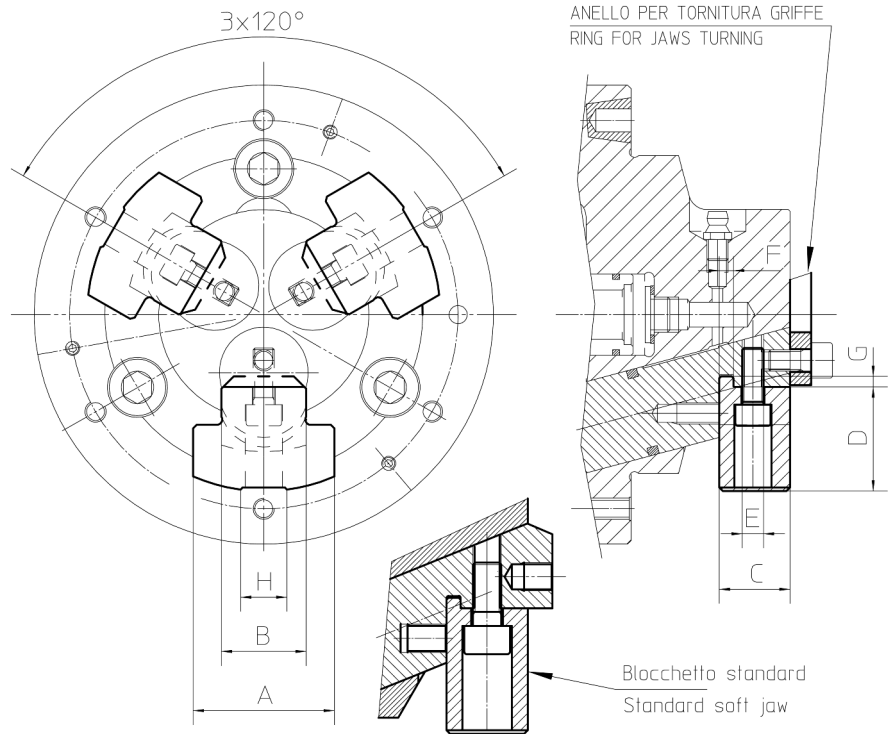 3x120°
ANELLO PER TORNITURA GRIFFE
RING FOR JAWS TURNING
F
G
D
E
C
H
B
A
Blocchetto standard
Standard soft jaw